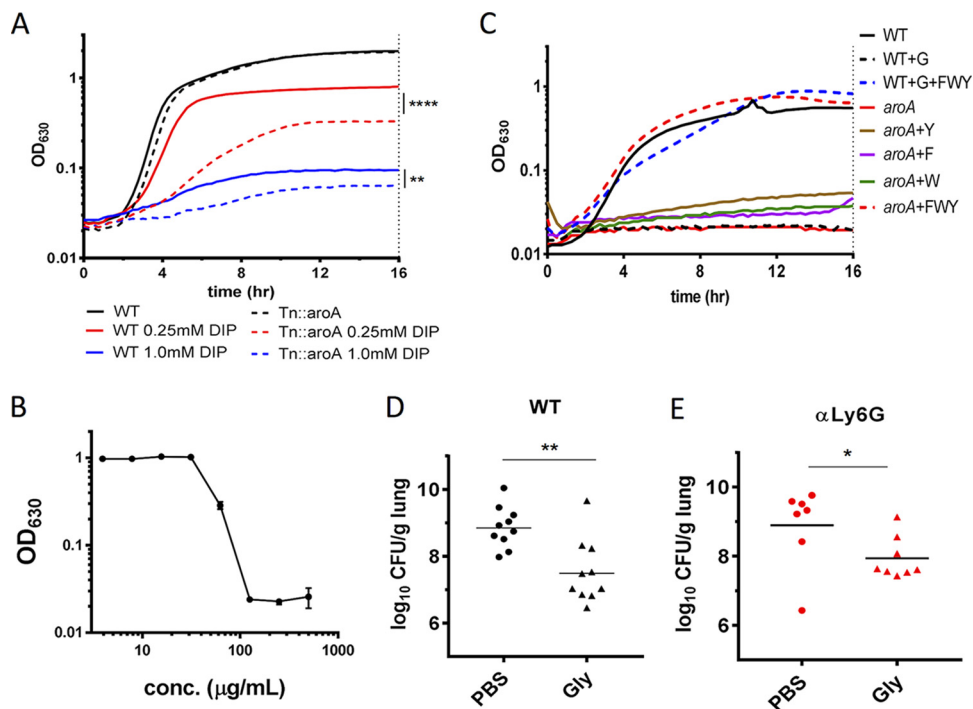 A
OD630
1
0.1
0.01
0 4 8 12 16
time (hr)
****
**
WT
WT 0.25mM DIP
WT 1.0mM DIP
Tn::aroA
Tn::aroA 0.25mM DIP
Tn::aroA 1.0mM DIP
C
OD630
1
0.1
0.01
0 4 8 12 16
time (hr)
WT
WT+G
WT+G+FWY
aroA
aroA+Y
aroA+F
aroA+W
aroA+FWY
B
OD630
1
0.1
0.01
10 100 1000
conc. (μg/mL)
D
WT
**
log10 CFU/g lung
10
9
8
7
6
PBS Gly
E
αLy6G
*
log10 CFU/g lung
10
8
6
PBS Gly